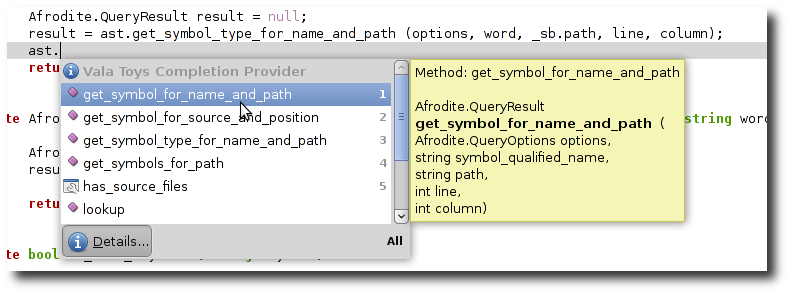 Afrodite.QueryResult result = null;
result = ast.get_symbol_type_for_name_and_path (options, word, _sb.path, line, column);
ast.
retu
Vala Toys Completion Provider
get_symbol_for_name_and_path 1
get_symbol_for_source_and_position 2
get_symbol_type_for_name_and_path 3
get_symbols_for_path 4
has_source_files 5
lookup
Details...
All
Method: get_symbol_for_name_and_path
Afrodite.QueryResult
get_symbol_for_name_and_path (
Afrodite.QueryOptions options,
string symbol_qualified_name,
string path,
int line,
int column)
te Afro
string word
Afro
resu
retu
te bool